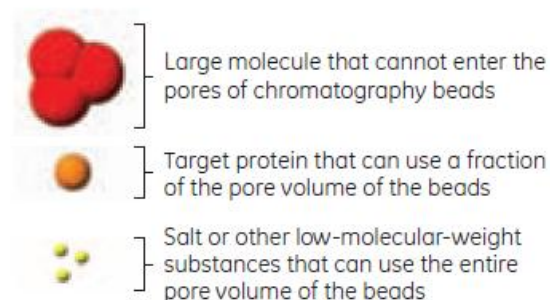 Large molecule that cannot enter the
pores of chromatography beads
Target protein that can use a fraction
of the pore volume of the beads
Salt or other low-molecular-weight
substances that can use the entire
pore volume of the beads